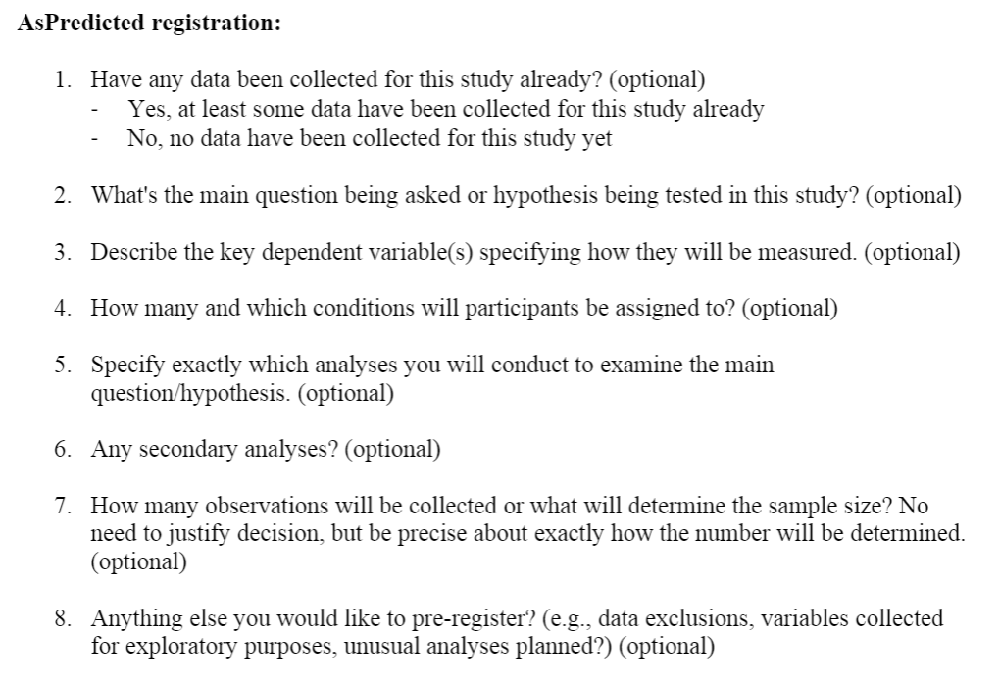 AsPredicted registration:
1. Have any data been collected for this study already? (optional)
- Yes, at least some data have been collected for this study already
- No, no data have been collected for this study yet
2. What's the main question being asked or hypothesis being tested in this study? (optional)
3. Describe the key dependent variable(s) specifying how they will be measured. (optional)
4. How many and which conditions will participants be assigned to? (optional)
5. Specify exactly which analyses you will conduct to examine the main
question/hypothesis. (optional)
6. Any secondary analyses? (optional)
7. How many observations will be collected or what will determine the sample size? No
need to justify decision, but be precise about exactly how the number will be determined.
(optional)
8. Anything else you would like to pre-register? (e.g., data exclusions, variables collected
for exploratory purposes, unusual analyses planned?) (optional)